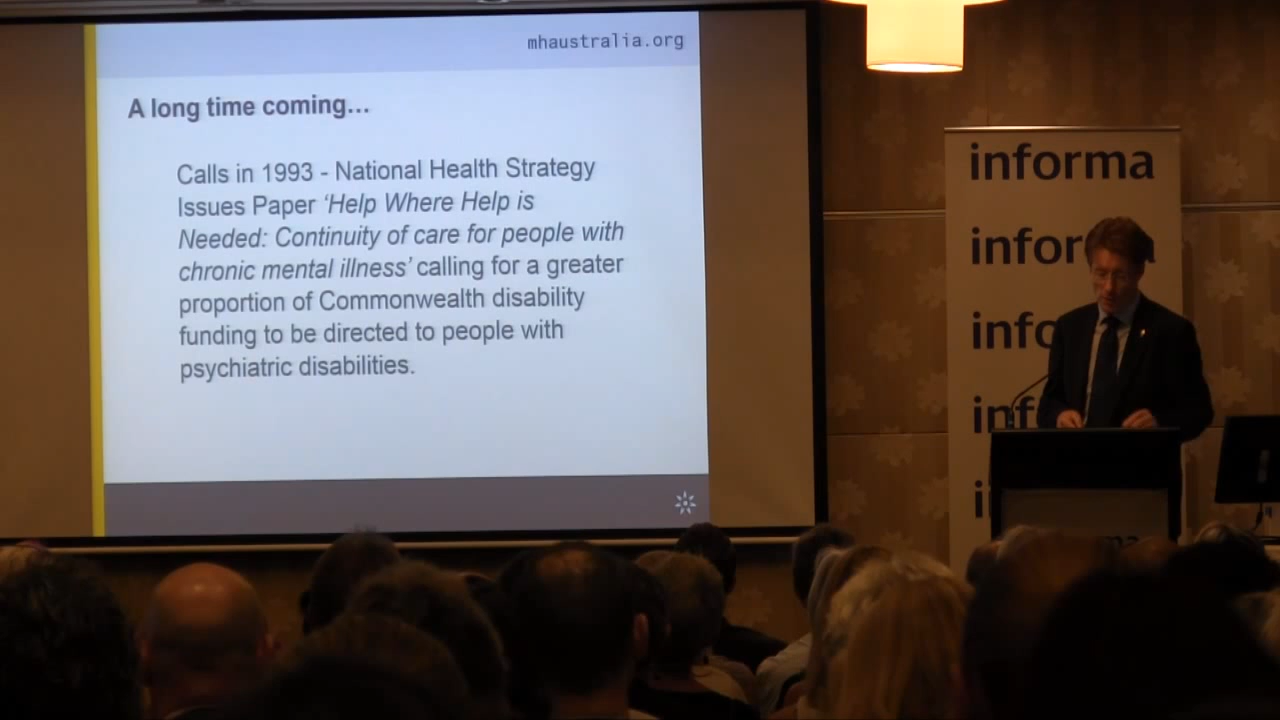 mhaustralia.org
A long time coming...
Calls in 1993 - National Health Strategy
Issues Paper ‘Help Where Help is
Needed: Continuity of care for people with
chronic mental illness’ calling for a greater
proportion of Commonwealth disability
funding to be directed to people with
psychiatric disabilities.
informa
infor a
info
inf
i